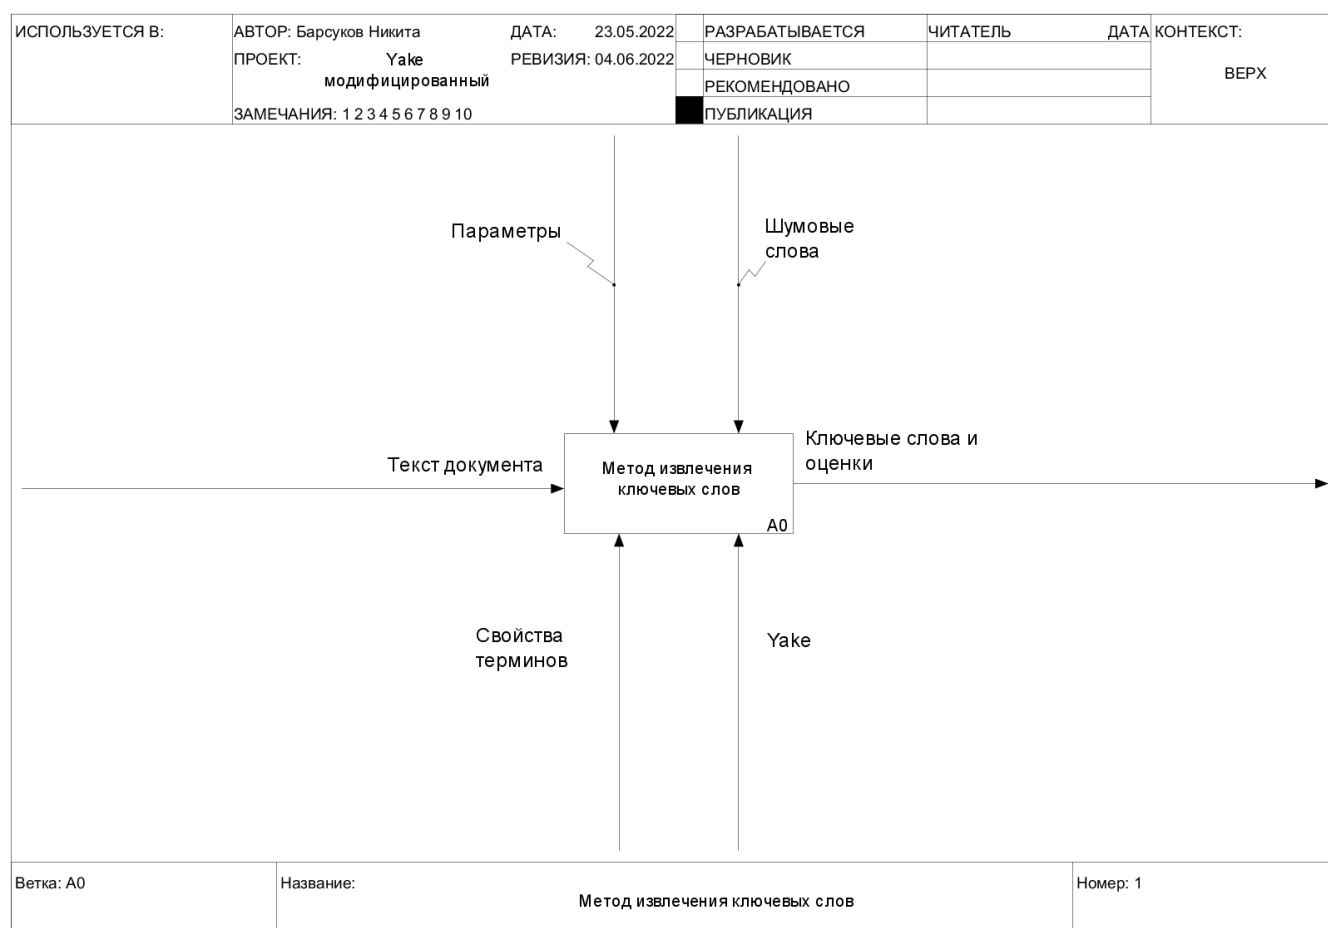 ИСПОЛЬЗУЕТСЯ В:
АВТОР: Барсуков Никита
ДАТА: 23.05.2022
РАЗРАБАТЫВАЕТСЯ
ЧИТАТЕЛЬ
ДАТА
КОНТЕКСТ:
ПРОЕКТ: Yake
модифицированный
РЕВИЗИЯ: 04.06.2022
ЧЕРНОВИК
ВЕРХ
РЕКОМЕНДОВАНО
ЗАМЕЧАНИЯ: 1 2 3 4 5 6 7 8 9 10
ПУБЛИКАЦИЯ
Параметры
Шумовые
слова
Текст документа
Метод извлечения
ключевых слов
A0
Ключевые слова и
оценки
Свойства
терминов
Yake
Ветка: A0
Название:
Метод извлечения ключевых слов
Номер: 1